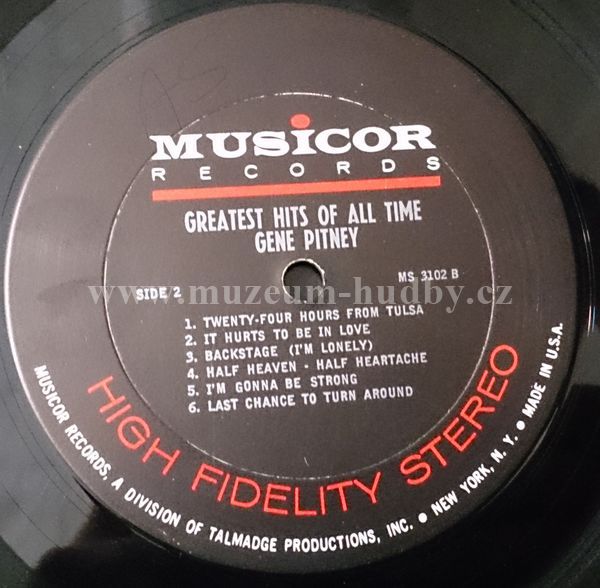 MUSICOR
RECORDS
GREATEST HITS OF ALL TIME
GENE PITNEY
MS 3102 B
SIDE 2
www.muzeum-hudby.cz
1. TWENTY-FOUR HOURS FROM TULSA
2. IT HURTS TO BE IN LOVE
3. BACKSTAGE (I'M LONELY)
4. HALF HEAVEN - HALF HEARTACHE
5. I'M GONNA BE STRONG
6. LAST CHANCE TO TURN AROUND
HIGH FIDELITY STEREO
MUSICOR RECORDS, A DIVISION OF TALMADGE PRODUCTIONS, INC. ● NEW YORK, N. Y. ● MADE IN U.S.A.